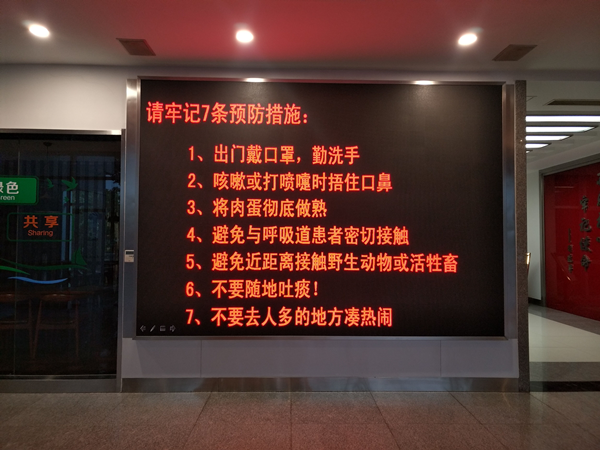 请牢记7条预防措施：
1、出门戴口罩，勤洗手
2、咳嗽或打喷嚏时捂住口鼻
3、将肉蛋彻底做熟
4、避免与呼吸道患者密切接触
5、避免近距离接触野生动物或活牲畜
6、不要随地吐痰！
7、不要去人多的地方凑热闹
绿色
Green
共享
Sharing